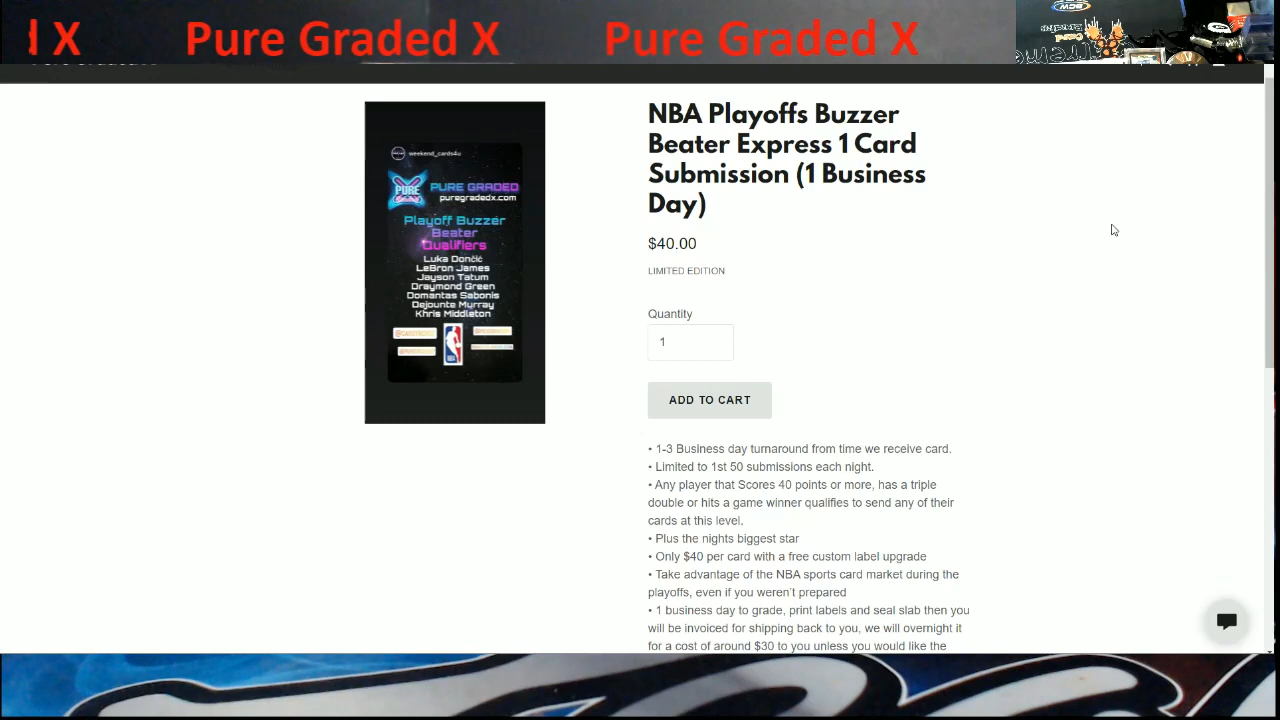 X
Pure Graded X
Pure Graded X
NBA Playoffs Buzzer
Beater Express 1 Card
Submission (1 Business
Day)
$40.00
LIMITED EDITION
Quantity
1
ADD TO CART
• 1-3 Business day turnaround from time we receive card.
• Limited to 1st 50 submissions each night.
• Any player that Scores 40 points or more, has a triple
double or hits a game winner qualifies to send any of their
cards at this level.
• Plus the nights biggest star
• Only $40 per card with a free custom label upgrade
• Take advantage of the NBA sports card market during the
playoffs, even if you weren't prepared
• 1 business day to grade, print labels and seal slab then you
will be invoiced for shipping back to you, we will overnight it
for a cost of around $30 to you unless you would like the
weekend_cards4u
PURE
PURE GRADED
puregradedx.com
Playoff Buzzer
Beater
Qualifiers
Luka Dončić
LeBron James
Jayson Tatum
Draymond Green
Domantas Sabonis
Dejounte Murray
Khris Middleton